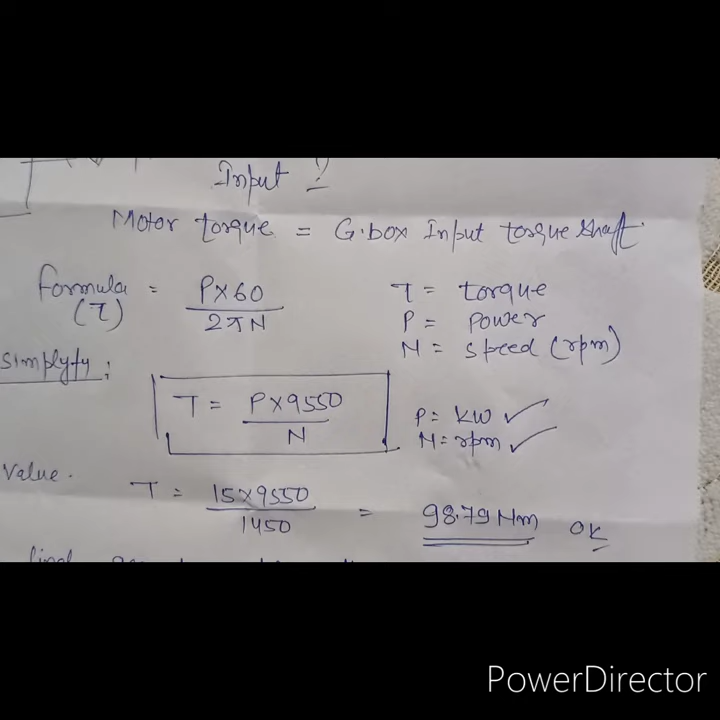 Input ?
Motor torque = G.box Input torque shaft.
formula (T) = P×60 / 2πN
T = torque
P = power
N = speed (rpm)
simplyfy;
T = P×9550 / N
P = kw ✓
N = rpm ✓
Value.
T = 15×9550 / 1450 = 98.79 Nm OK
PowerDirector